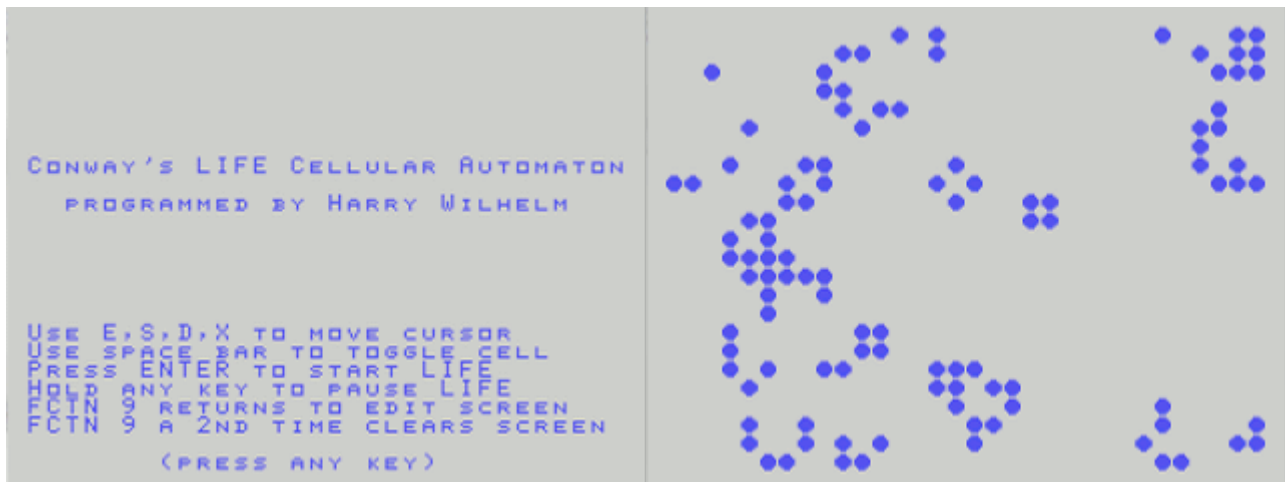 Conway's LIFE Cellular Automaton
programmed by Harry Wilhelm
Use E,S,D,X to move cursor
Use space bar to toggle cell
Press ENTER to start LIFE
Hold any key to pause LIFE
FCTN 9 returns to edit screen
FCTN 9 a 2nd time clears screen
(press any key)